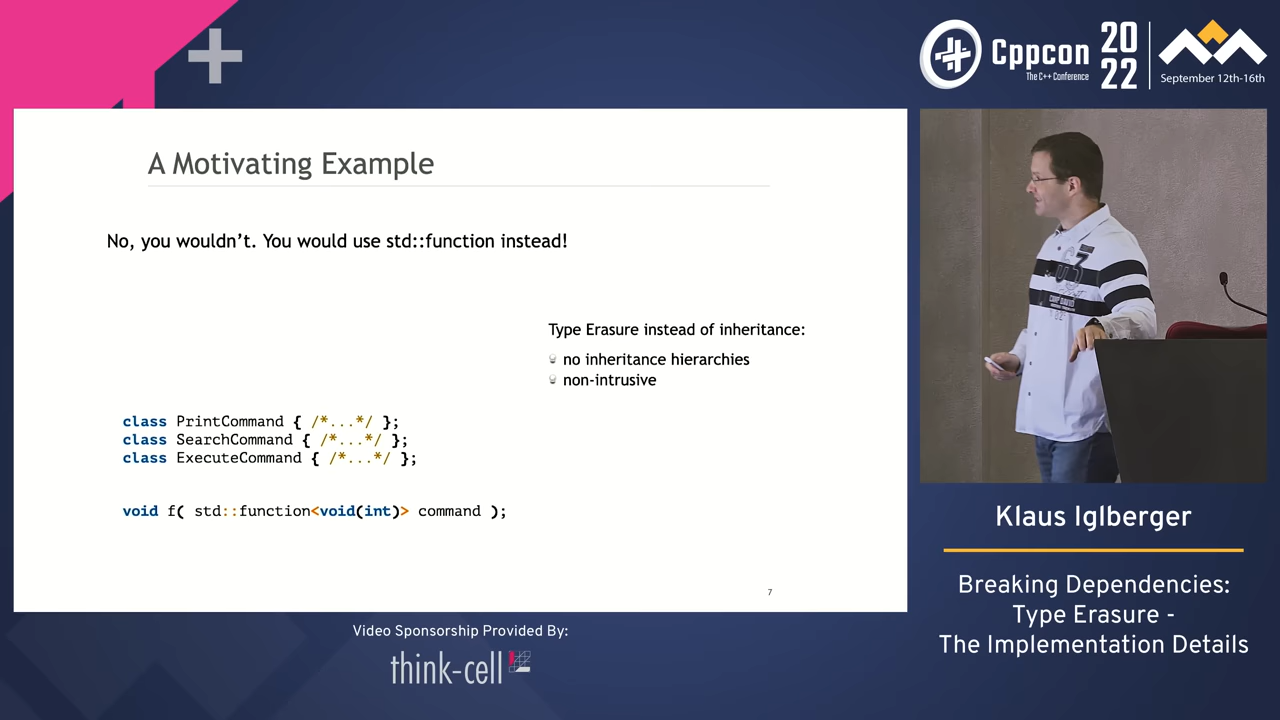 Cppcon
The C++ Conference
20
22
September 12th-16th
A Motivating Example
No, you wouldn't. You would use std::function instead!
Type Erasure instead of inheritance:
no inheritance hierarchies
non-intrusive
class PrintCommand { /*...*/ };
class SearchCommand { /*...*/ };
class ExecuteCommand { /*...*/ };
void f( std::function<void(int)> command );
7
63
CAMP DAVID
Klaus Iglberger
Breaking Dependencies:
Type Erasure -
The Implementation Details
Video Sponsorship Provided By:
think-cell